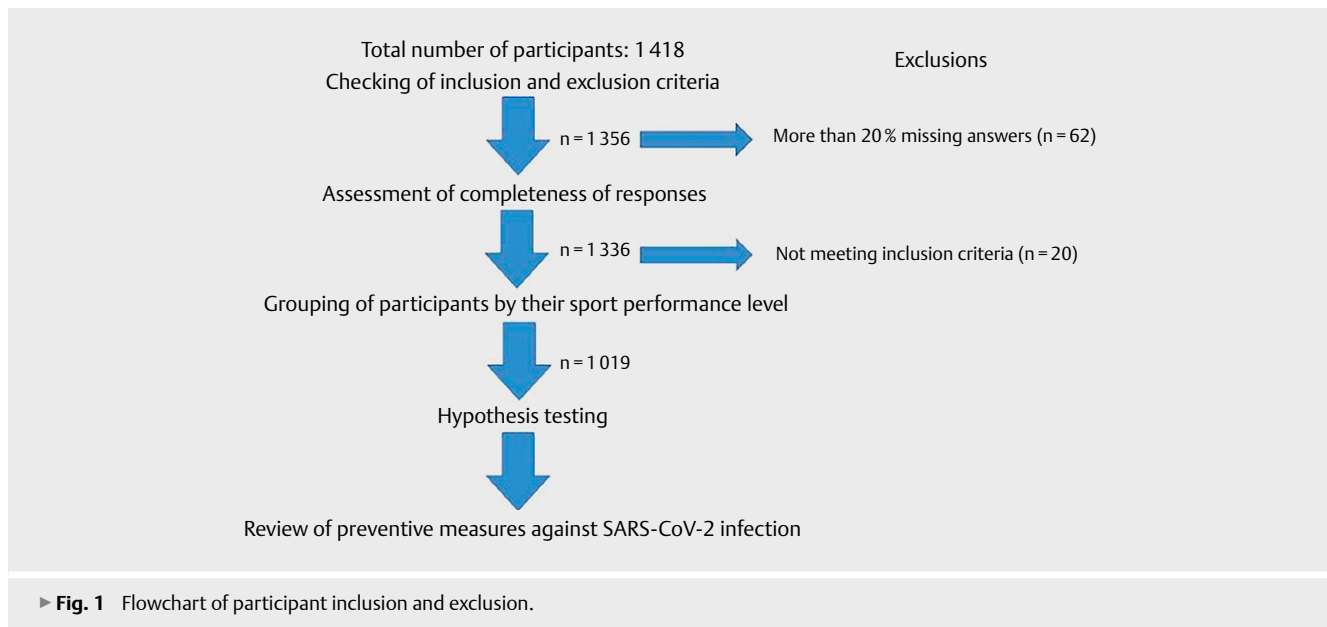 Total number of participants: 1 418
Checking of inclusion and exclusion criteria
Exclusions
n = 1 356
More than 20 % missing answers (n = 62)
Assessment of completeness of responses
n = 1 336
Not meeting inclusion criteria (n = 20)
Grouping of participants by their sport performance level
n = 1 019
Hypothesis testing
Review of preventive measures against SARS-CoV-2 infection
▶ Fig. 1 Flowchart of participant inclusion and exclusion.